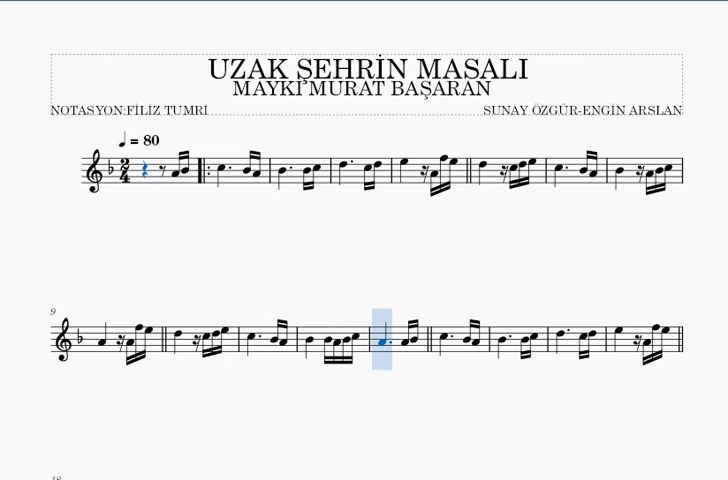 UZAK ŞEHRİN MASALI
MAYKI MURAT BAŞARAN
NOTASYON:FİLİZ TUMRİ
SUNAY ÖZGÜR-ENGİN ARSLAN
♩ = 80
2
4
9